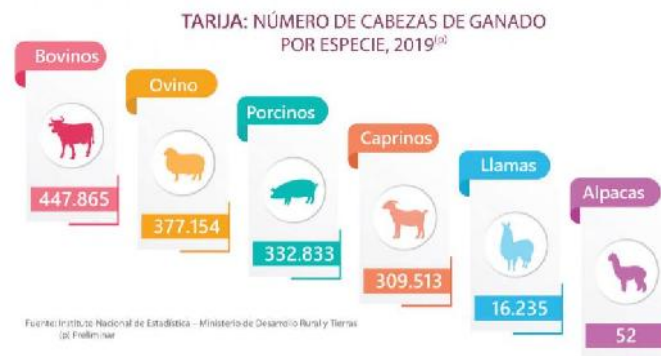 TARIJA: NÚMERO DE CABEZAS DE GANADO
POR ESPECIE, 2019(p)
Bovinos
447.865
Ovino
377.154
Porcinos
332.833
Caprinos
309.513
Llamas
16.235
Alpacas
52
Fuente: Instituto Nacional de Estadística – Ministerio de Desarrollo Rural y Tierras
(p) Preliminar